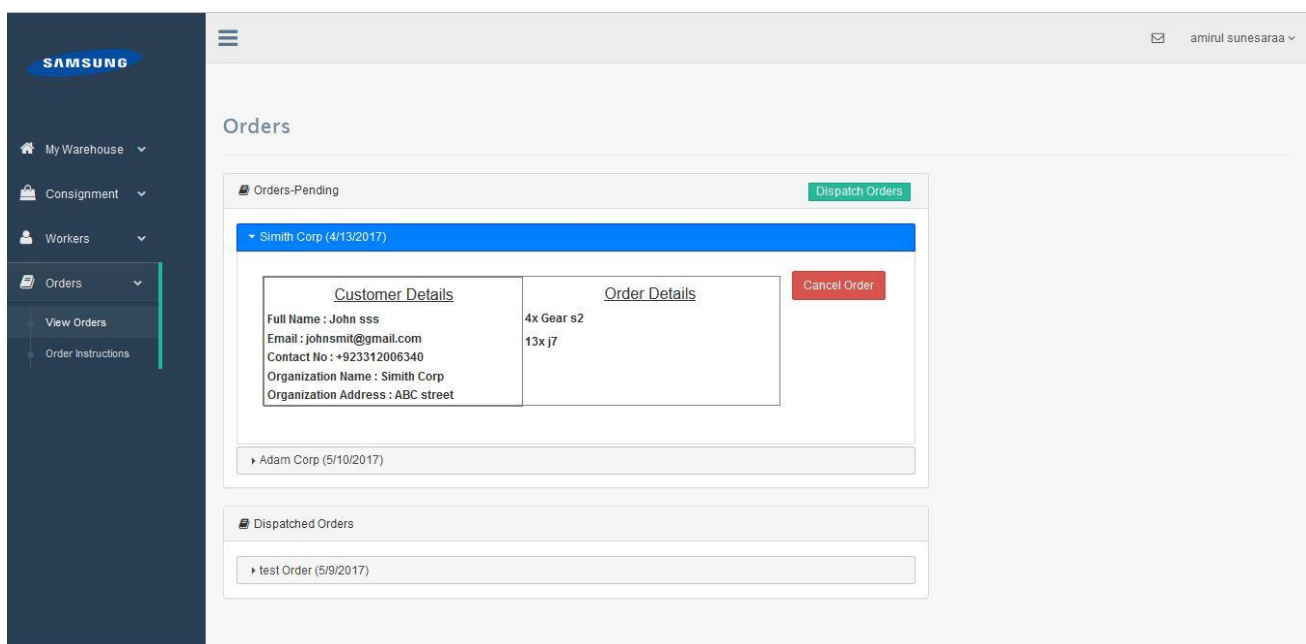 SAMSUNG
amirul sunesaraa
My Warehouse
Consignment
Workers
Orders
View Orders
Order Instructions
Orders
Orders-Pending
Dispatch Orders
Simith Corp (4/13/2017)
Customer Details
Full Name : John sss
Email : johnsmit@gmail.com
Contact No : +923312006340
Organization Name : Simith Corp
Organization Address : ABC street
Order Details
4x Gear s2
13x j7
Cancel Order
Adam Corp (5/10/2017)
Dispatched Orders
test Order (5/9/2017)